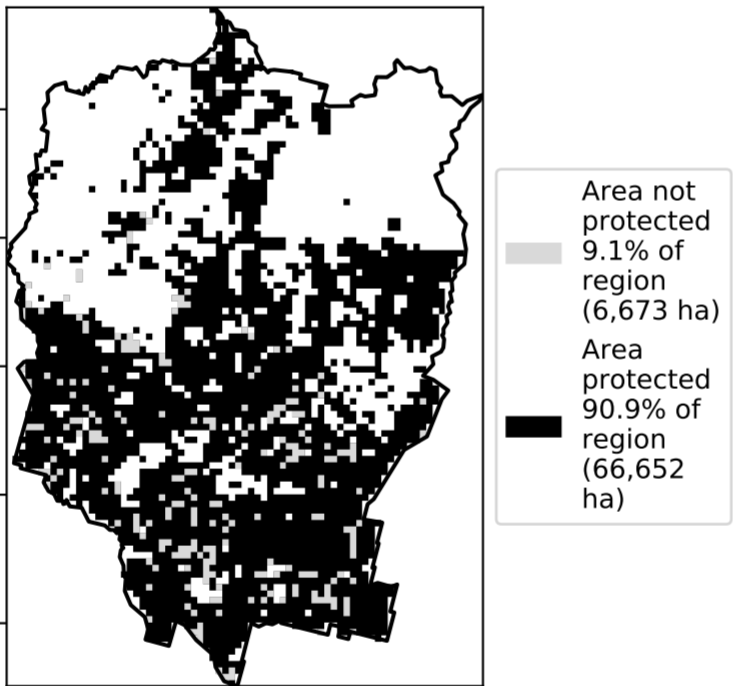 Area not
protected
9.1% of
region
(6,673 ha)
Area
protected
90.9% of
region
(66,652
ha)